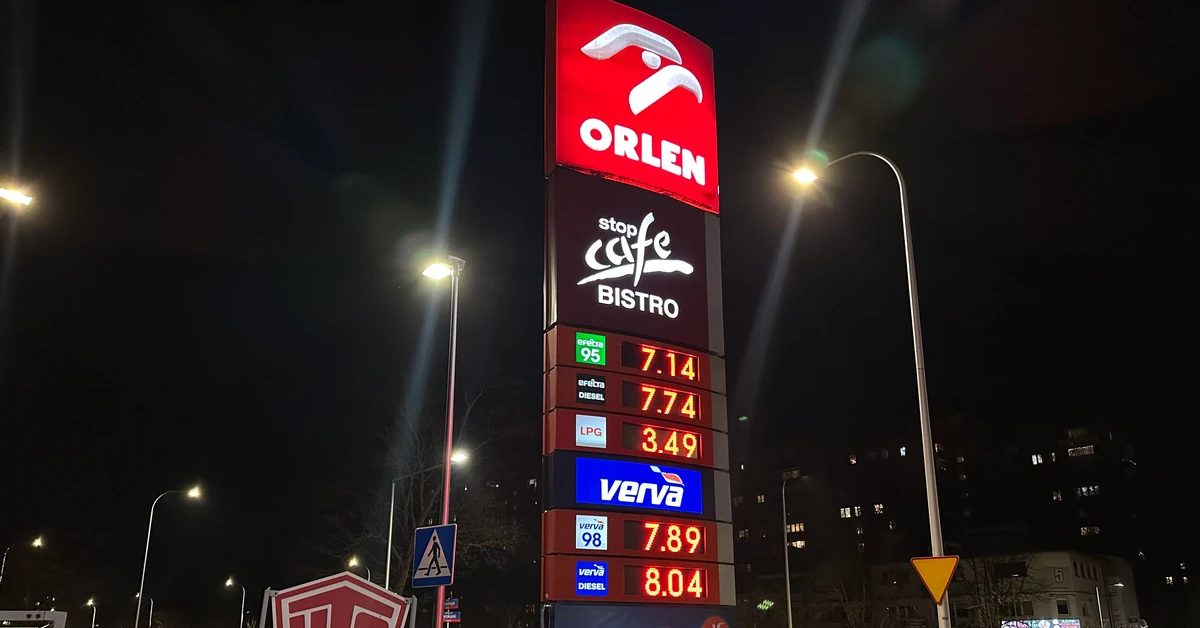 ORLEN
stop
cafe
BISTRO
efecta
95
7.14
efecta
DIESEL
7.74
LPG
3.49
verva
verva
98
7.89
verva
DIESEL
8.04
5